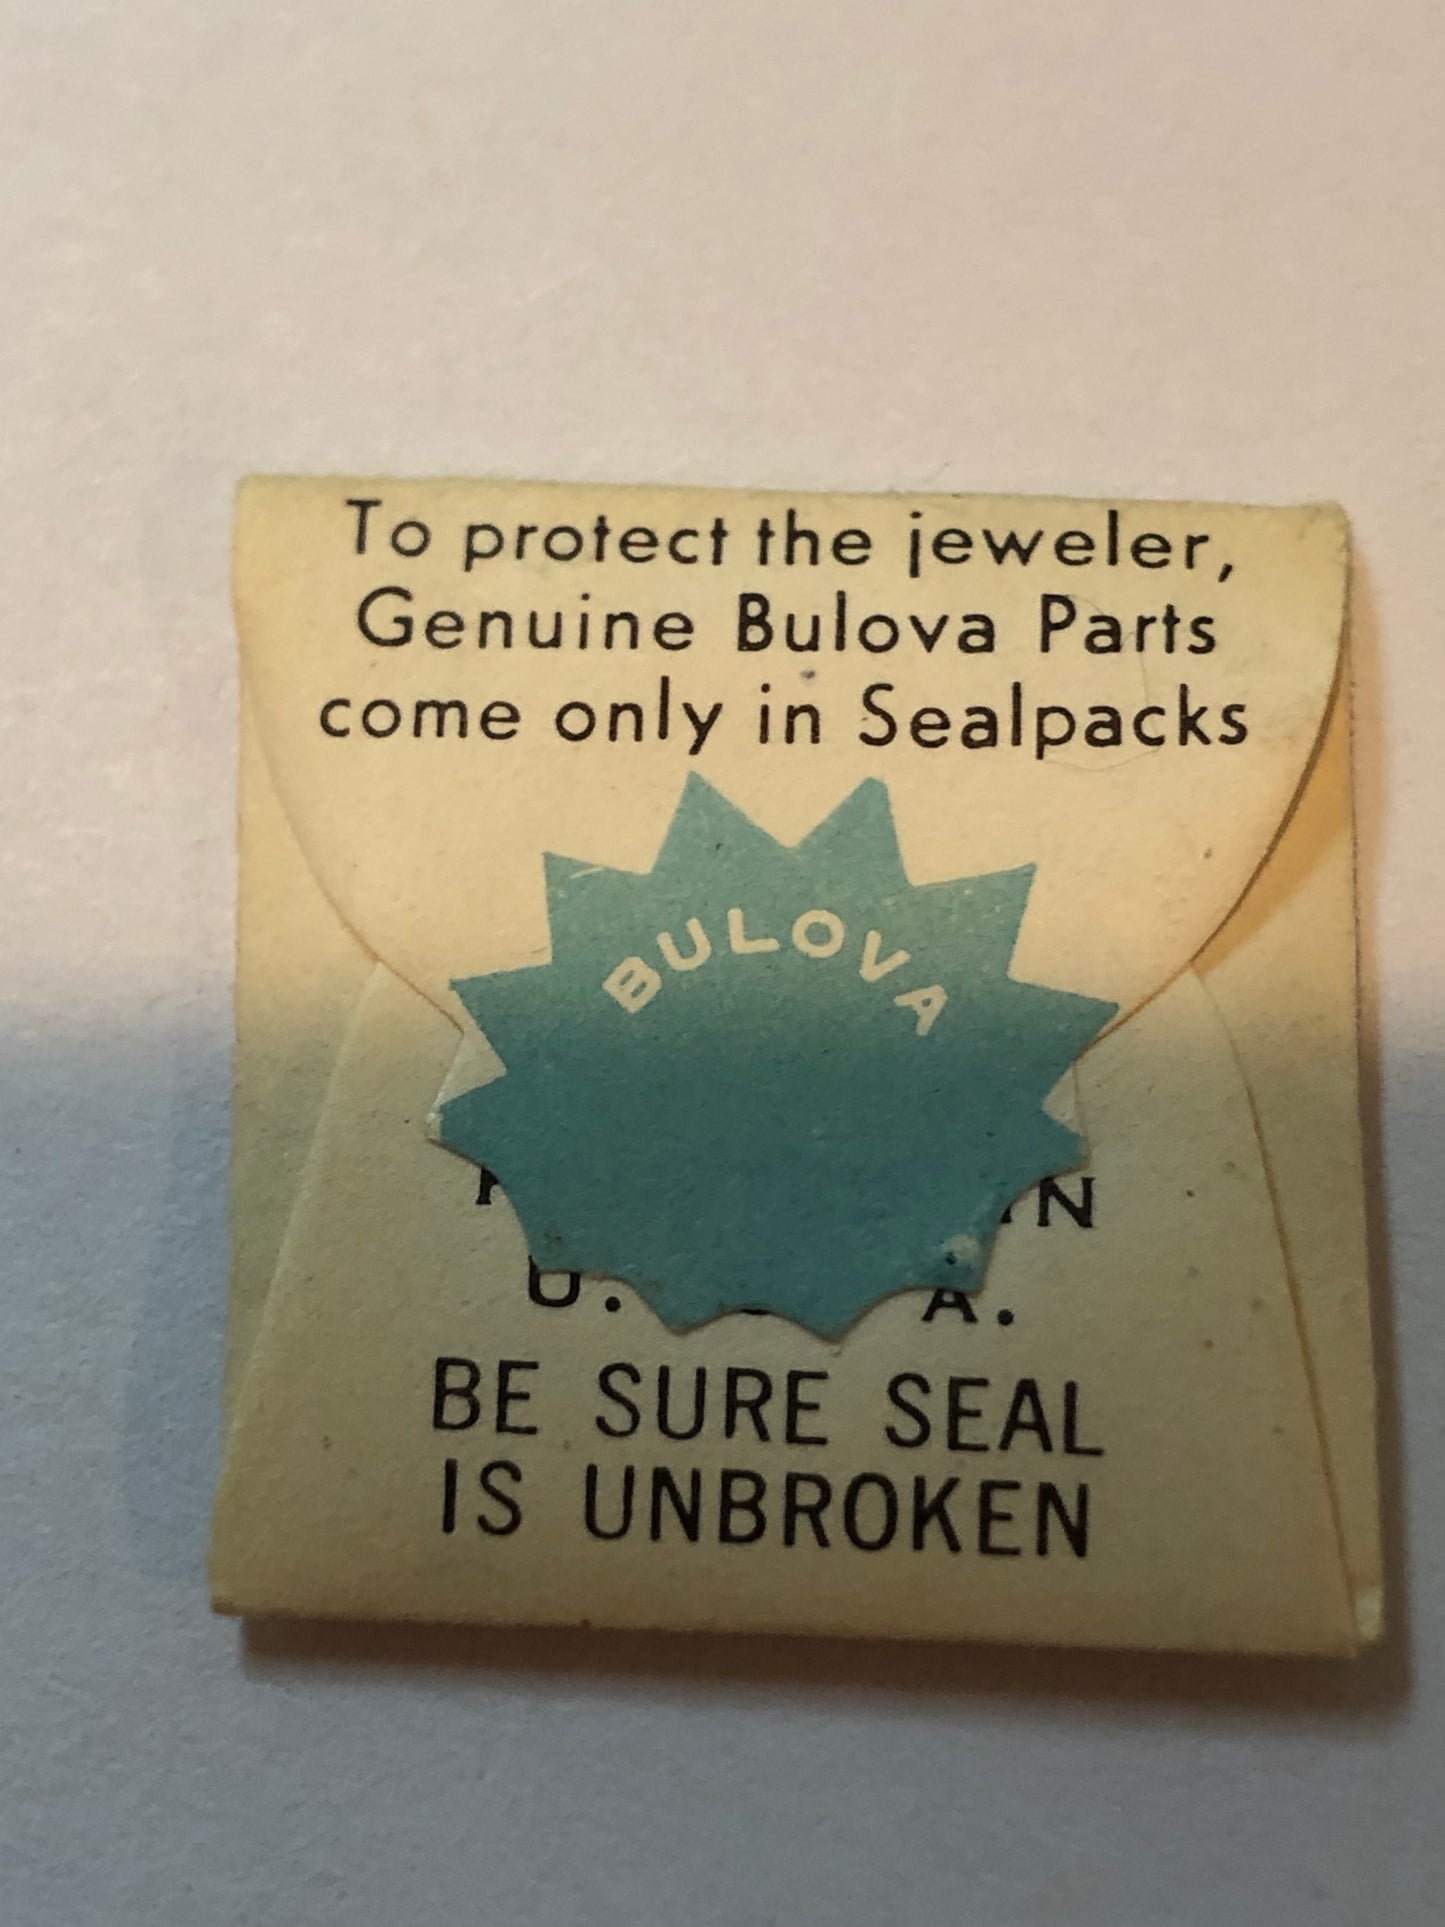 To protect the jeweler,
Genuine Bulova Parts
come only in Sealpacks
BULOVA
U. A.
BE SURE SEAL
IS UNBROKEN